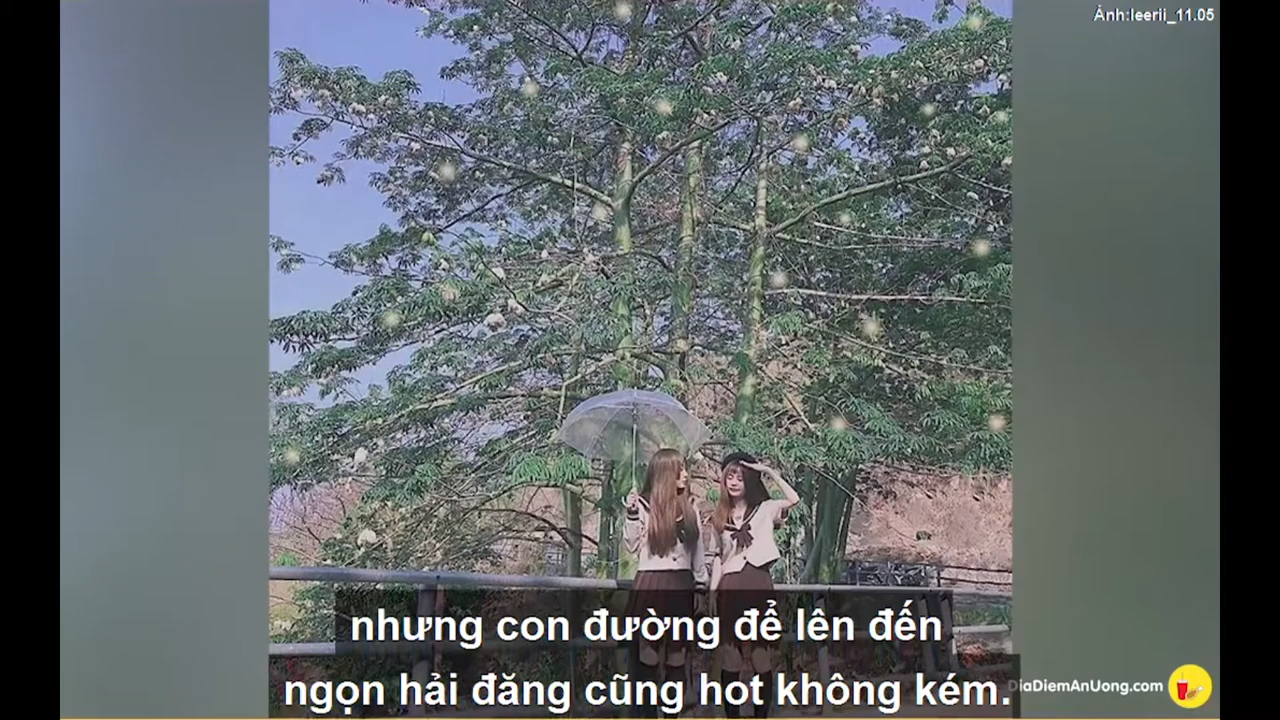 Ảnh:leerii_11.05
nhưng con đường để lên đến
ngọn hải đăng cũng hot không kém.
DiaDiemAnUong.com